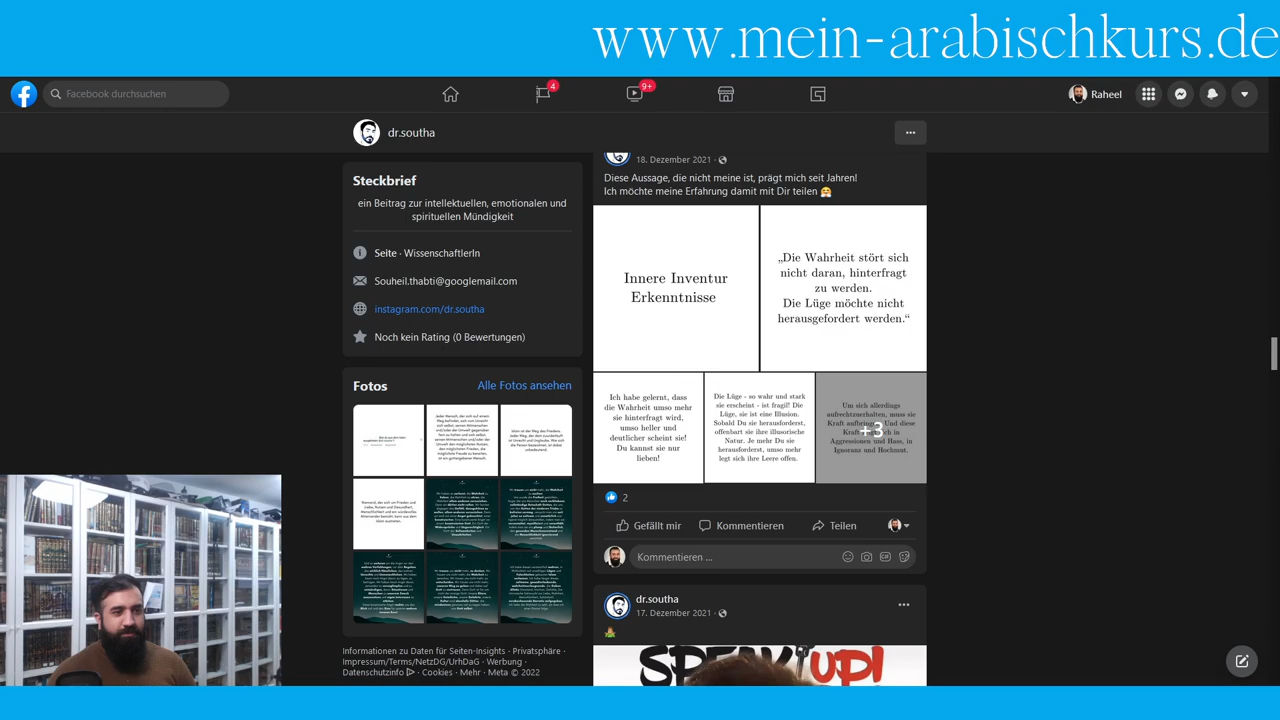 www.mein-arabischkurs.de
Facebook durchsuchen
4
9+
Raheel
dr.southa
Steckbrief
ein Beitrag zur intellektuellen, emotionalen und
spirituellen Mündigkeit
Seite · WissenschaftlerIn
Souheil.thabti@googlemail.com
instagram.com/dr.southa
Noch kein Rating (0 Bewertungen)
Fotos
Alle Fotos ansehen
Informationen zu Daten für Seiten-Insights · Privatsphäre ·
Impressum/Terms/NetzDG/UrhDaG · Werbung ·
Datenschutzinfo · Cookies · Mehr · Meta © 2022
18. Dezember 2021 ·
Diese Aussage, die nicht meine ist, prägt mich seit Jahren!
Ich möchte meine Erfahrung damit mit Dir teilen 🤗
Innere Inventur
Erkenntnisse
„Die Wahrheit stört sich
nicht daran, hinterfragt
zu werden.
Die Lüge möchte nicht
herausgefordert werden.“
Ich habe gelernt, dass
die Wahrheit umso mehr
sie hinterfragt wird,
umso heller und
deutlicher scheint sie!
Du kannst sie nur
lieben!
Die Lüge - so wahr und stark
sie erscheint - ist fragil! Die
Lüge, sie ist eine Illusion.
Sobald Du sie herausforderst,
offenbart sie ihre illusorische
Natur. Je mehr Du sie
herausforderst, umso mehr
legt sich ihre Leere offen.
Um sich allerdings
aufrechtzuerhalten, muss sie
Kraft aufbringen. Und diese
Kraft ich in
Aggressionen und Hass, in
Ignoranz und Hochmut.
+3
2
Gefällt mir
Kommentieren
Teilen
Kommentieren ...
dr.southa
17. Dezember 2021 ·
SPEAK UP!